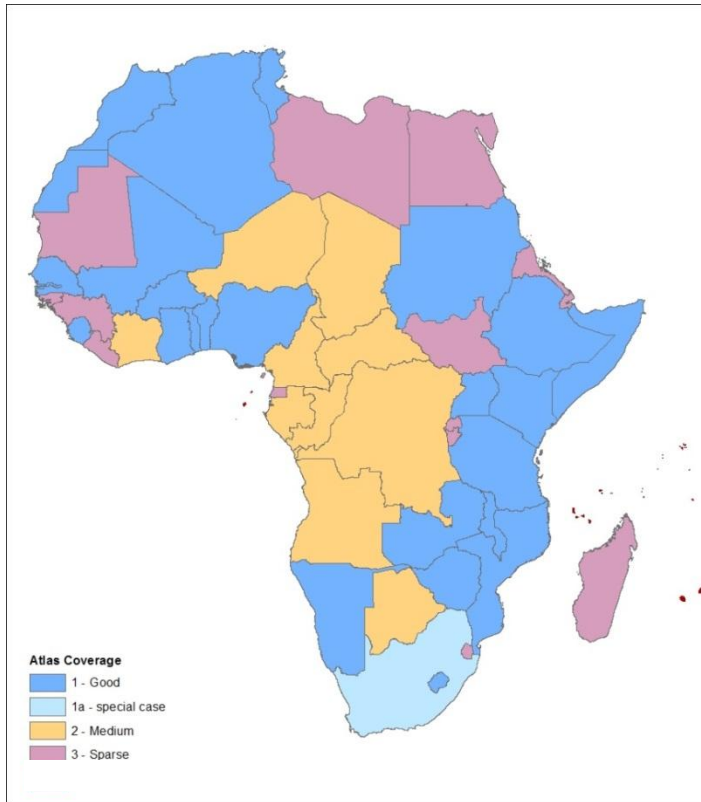 Atlas Coverage
1 - Good
1a - special case
2 - Medium
3 - Sparse